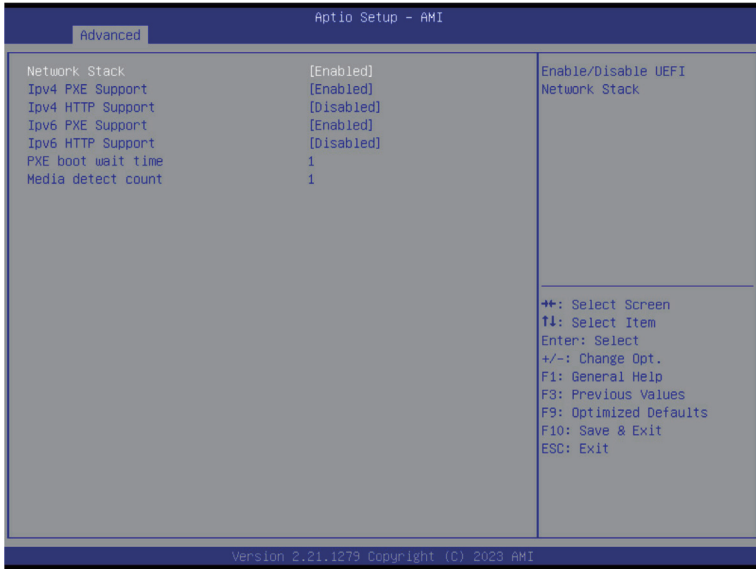 Aptio Setup – AMI
Advanced
Network Stack [Enabled]
Ipv4 PXE Support [Enabled]
Ipv4 HTTP Support [Disabled]
Ipv6 PXE Support [Enabled]
Ipv6 HTTP Support [Disabled]
PXE boot wait time 1
Media detect count 1
Enable/Disable UEFI
Network Stack
→←: Select Screen
↑↓: Select Item
Enter: Select
+/-: Change Opt.
F1: General Help
F3: Previous Values
F9: Optimized Defaults
F10: Save & Exit
ESC: Exit
Version 2.21.1279 Copyright (C) 2023 AMI